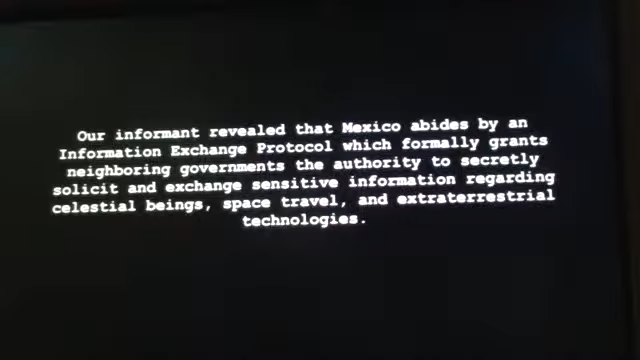 Our informant revealed that Mexico abides by an
Information Exchange Protocol which formally grants
neighboring governments the authority to secretly
solicit and exchange sensitive information regarding
celestial beings, space travel, and extraterrestrial
technologies.